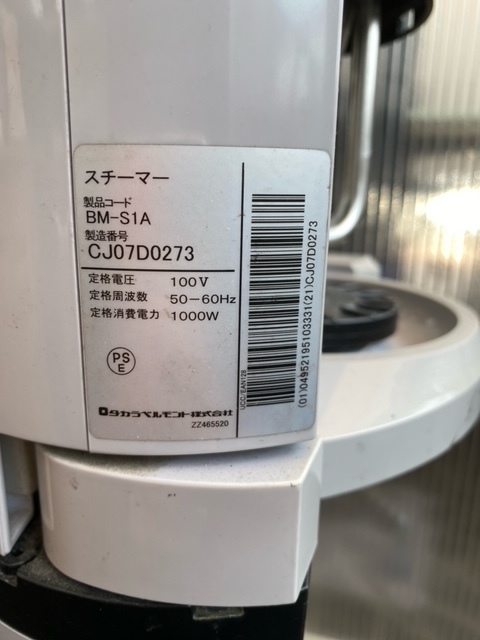 スチーマー
製品コード
BM-S1A
製造番号
CJ07D0273
定格電圧 100V
定格周波数 50-60Hz
定格消費電力 1000W
PS
E
タカラベルモント株式会社
ZZ465520
UCC/EAN128
(01)04952195103331(21)CJ07D0273